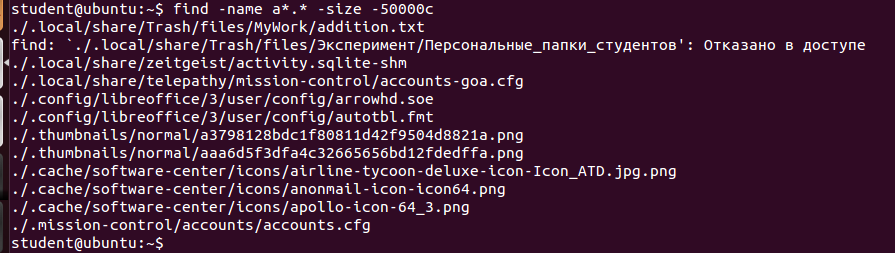 student@ubuntu:~$ find -name a*.* -size -50000c
./.local/share/Trash/files/MyWork/addition.txt
find: `./.local/share/Trash/files/Эксперимент/Персональные_папки_студентов': Отказано в доступе
./.local/share/zeitgeist/activity.sqlite-shm
./.local/share/telepathy/mission-control/accounts-goa.cfg
./.config/libreoffice/3/user/config/arrowhd.soe
./.config/libreoffice/3/user/config/autotbl.fmt
./.thumbnails/normal/a3798128bdc1f80811d42f9504d8821a.png
./.thumbnails/normal/aaa6d5f3dfa4c32665656bd12fdedffa.png
./.cache/software-center/icons/airline-tycoon-deluxe-icon-Icon_ATD.jpg.png
./.cache/software-center/icons/anonmail-icon-icon64.png
./.cache/software-center/icons/apollo-icon-64_3.png
./.mission-control/accounts/accounts.cfg
student@ubuntu:~$